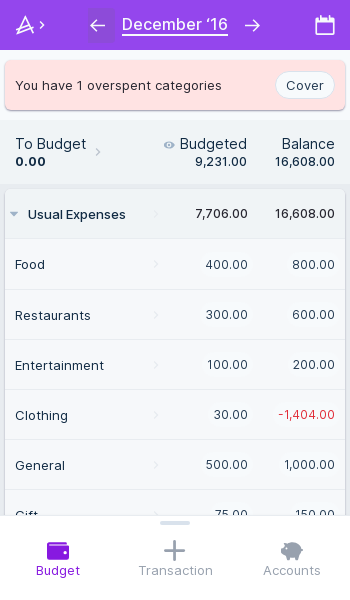 December ‘16
You have 1 overspent categories Cover
To Budget Budgeted Balance
0.00 9,231.00 16,608.00
Usual Expenses 7,706.00 16,608.00
Food 400.00 800.00
Restaurants 300.00 600.00
Entertainment 100.00 200.00
Clothing 30.00 -1,404.00
General 500.00 1,000.00
Gift 75.00 150.00
Budget Transaction Accounts